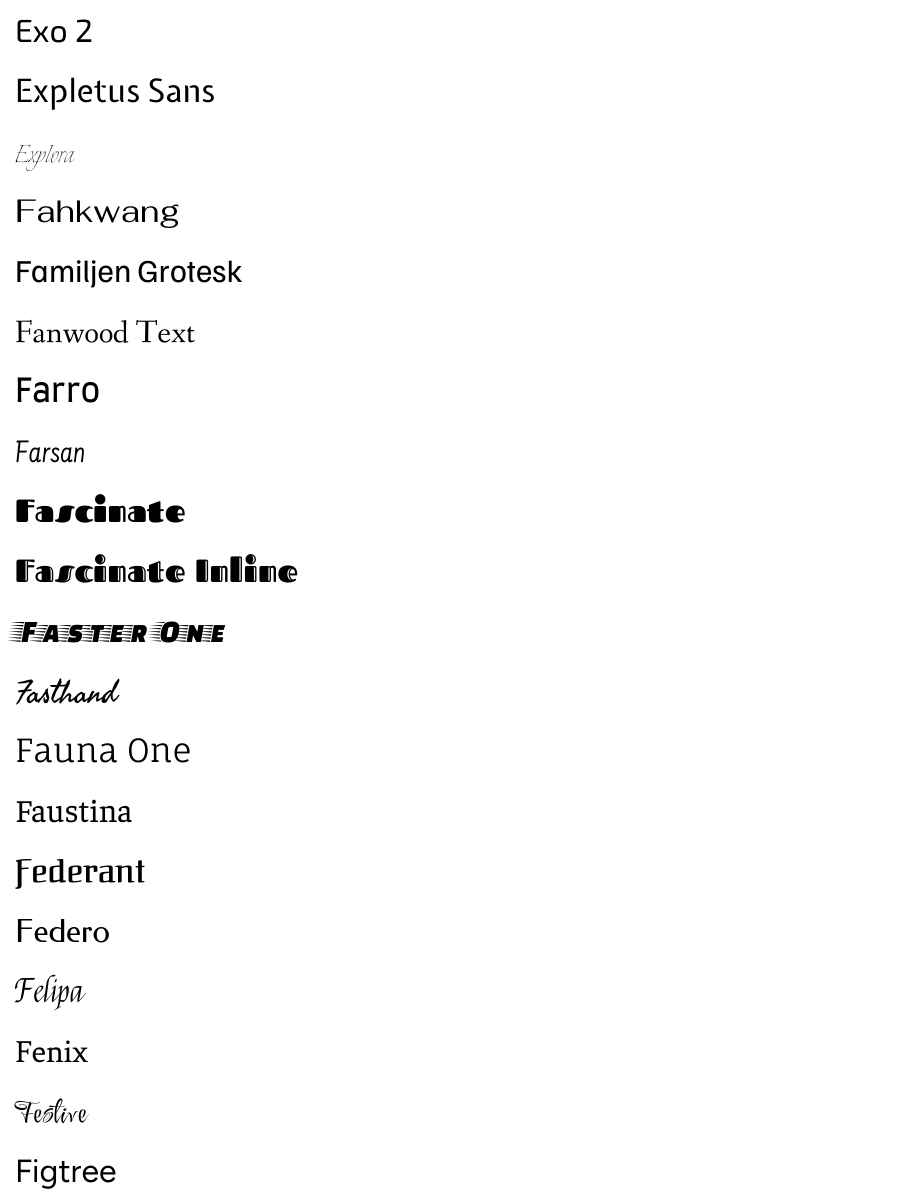 Exo 2
Expletus Sans
Explora
Fahkwang
Familjen Grotesk
Fanwood Text
Farro
Farsan
Fascinate
Fascinate Inline
Faster One
Fasthand
Fauna One
Faustina
Federant
Federo
Felipa
Fenix
Festive
Figtree